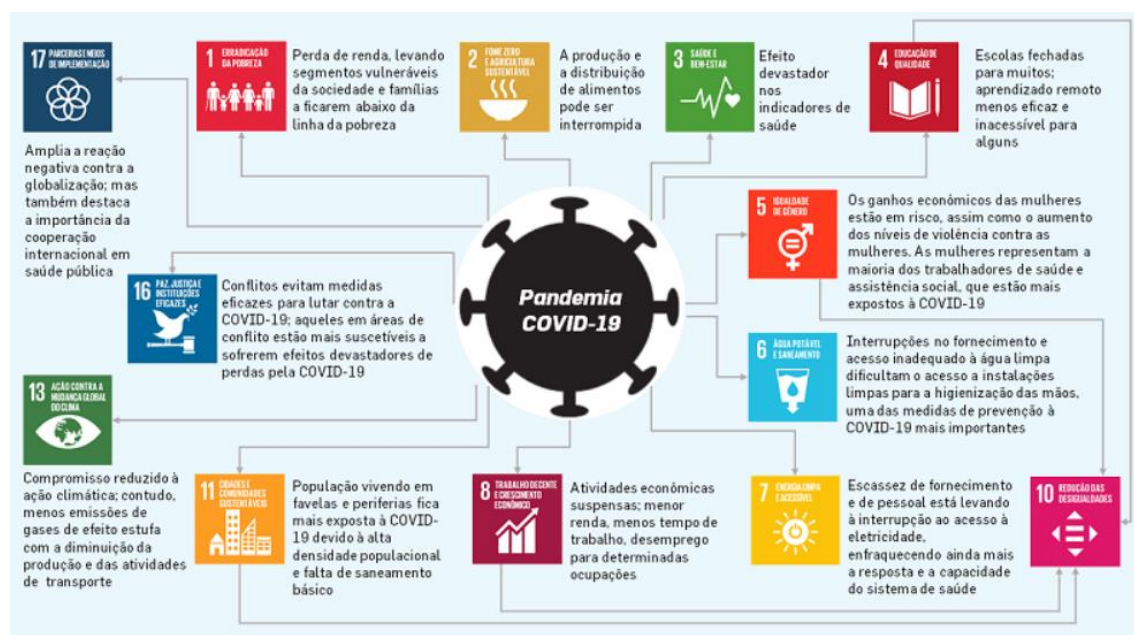 17 PARCERIAS E MEIOS
DE IMPLEMENTAÇÃO
Amplia a reação
negativa contra a
globalização; mas
também destaca
a importância da
cooperação
internacional em
saúde pública
1 ERRADICAÇÃO
DA POBREZA
Perda de renda, levando
segmentos vulneráveis
da sociedade e famílias
a ficarem abaixo da
linha da pobreza
2 FOME ZERO
E AGRICULTURA
SUSTENTÁVEL
A produção e
a distribuição
de alimentos
pode ser
interrompida
3 SAÚDE E
BEM-ESTAR
Efeito
devastador
nos
indicadores de
saúde
4 EDUCAÇÃO DE
QUALIDADE
Escolas fechadas
para muitos;
aprendizado remoto
menos eficaz e
inacessível para
alguns
5 IGUALDADE
DE GÊNERO
Os ganhos econômicos das mulheres
estão em risco, assim como o aumento
dos níveis de violência contra as
mulheres. As mulheres representam a
maioria dos trabalhadores de saúde e
assistência social, que estão mais
expostos à COVID-19
Pandemia
COVID-19
16 PAZ, JUSTIÇA E
INSTITUIÇÕES
EFICAZES
Conflitos evitam medidas
eficazes para lutar contra a
COVID-19; aqueles em áreas de
conflito estão mais suscetíveis a
sofrerem efeitos devastadores de
perdas pela COVID-19
6 ÁGUA POTÁVEL
E SANEAMENTO
Interrupções no fornecimento e
acesso inadequado à água limpa
dificultam o acesso a instalações
limpas para a higienização das mãos,
uma das medidas de prevenção à
COVID-19 mais importantes
13 AÇÃO CONTRA A
MUDANÇA GLOBAL
DO CLIMA
Compromisso reduzido à
ação climática; contudo,
menos emissões de
gases de efeito estufa
com a diminuição da
produção e das atividades
de transporte
11 CIDADES E
COMUNIDADES
SUSTENTÁVEIS
População vivendo em
favelas e periferias fica
mais exposta à COVID-
19 devido à alta
densidade populacional
e falta de saneamento
básico
8 TRABALHO DECENTE
E CRESCIMENTO
ECONÔMICO
Atividades econômicas
suspensas; menor
renda, menos tempo de
trabalho, desemprego
para determinadas
ocupações
7 ENERGIA LIMPA
E ACESSÍVEL
Escassez de fornecimento
e de pessoal está levando
à interrupção ao acesso à
eletricidade,
enfraquecendo ainda mais
a resposta e a capacidade
do sistema de saúde
10 REDUÇÃO DAS
DESIGUALDADES